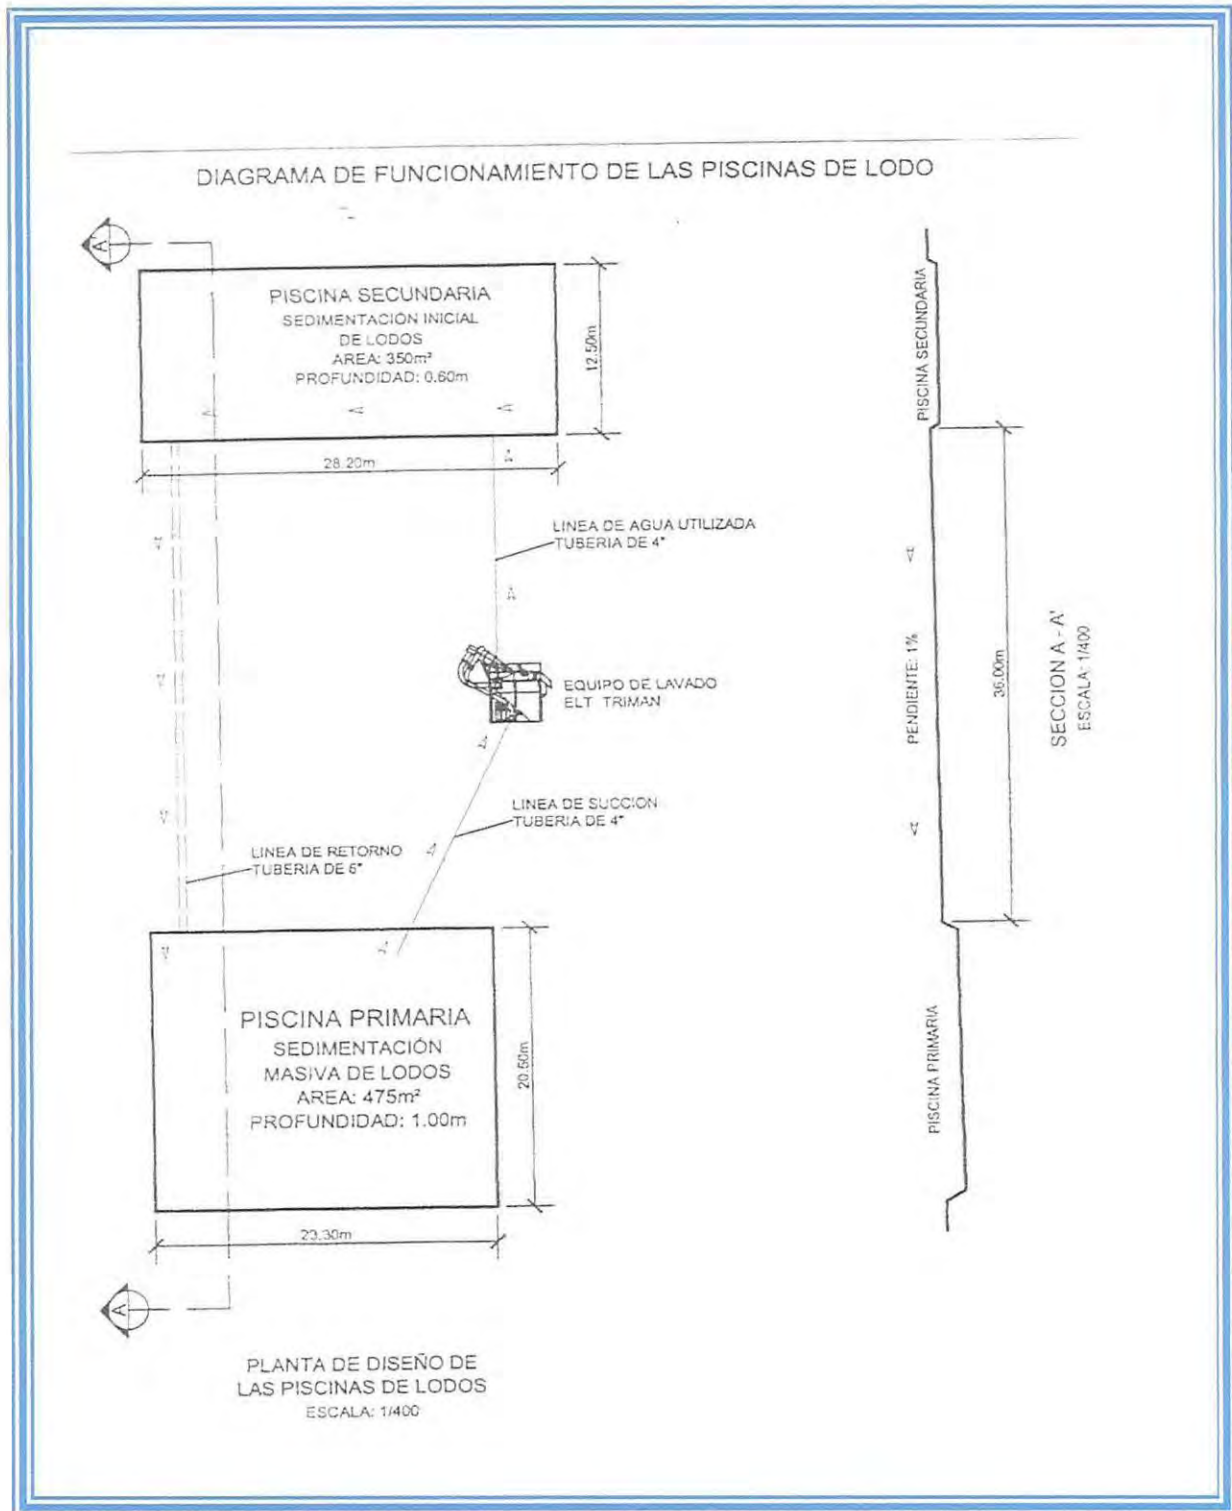 DIAGRAMA DE FUNCIONAMIENTO DE LAS PISCINAS DE LODO
A'
PISCINA SECUNDARIA
SEDIMENTACIÓN INICIAL
DE LODOS
AREA: 350m²
PROFUNDIDAD: 0.60m
12.50m
28.20m
LINEA DE AGUA UTILIZADA
TUBERIA DE 4"
EQUIPO DE LAVADO
ELT TRIMAN
LINEA DE SUCCION
TUBERIA DE 4"
LINEA DE RETORNO
TUBERIA DE 6"
PISCINA PRIMARIA
SEDIMENTACIÓN
MASIVA DE LODOS
AREA: 475m²
PROFUNDIDAD: 1.00m
20.50m
23.30m
A
PLANTA DE DISEÑO DE
LAS PISCINAS DE LODOS
ESCALA: 1/400
PISCINA SECUNDARIA
PENDIENTE: 1%
36.00m
PISCINA PRIMARIA
SECCION A - A'
ESCALA: 1/400